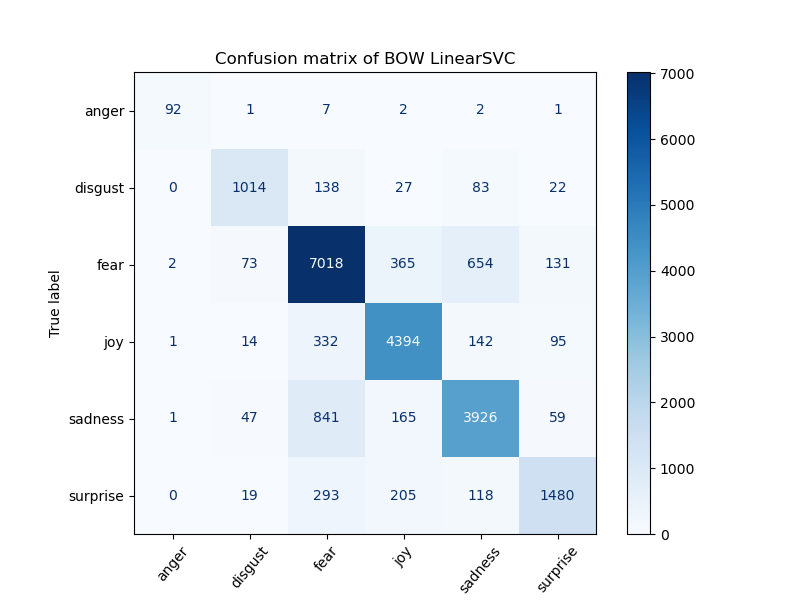 Confusion matrix of BOW LinearSVC
True label
anger 92 1 7 2 2 1
disgust 0 1014 138 27 83 22
fear 2 73 7018 365 654 131
joy 1 14 332 4394 142 95
sadness 1 47 841 165 3926 59
surprise 0 19 293 205 118 1480
anger disgust fear joy sadness surprise
7000
6000
5000
4000
3000
2000
1000
0